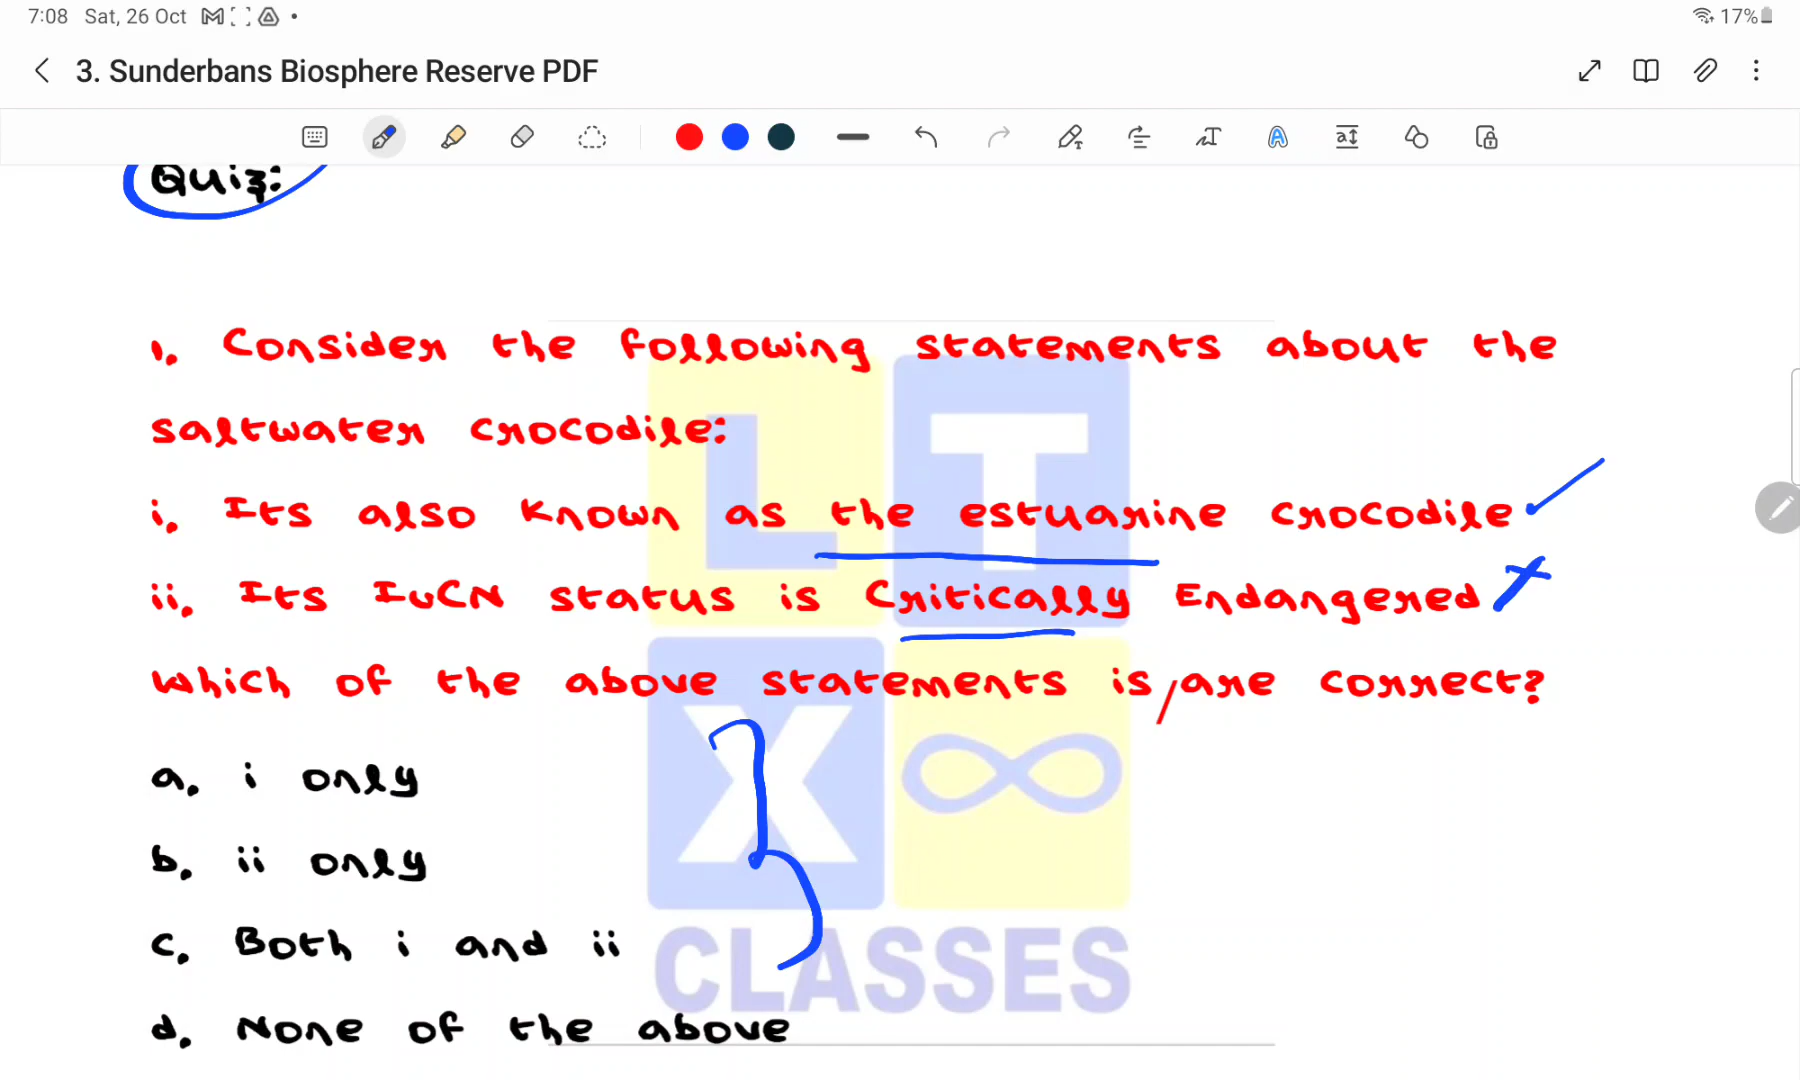 7:08 Sat, 26 Oct
17%
3. Sunderbans Biosphere Reserve PDF
Quiz:
1. Consider the following statements about the
saltwater crocodile:
i. Its also known as the estuarine crocodile
ii. Its IUCN status is Critically Endangered
Which of the above statements is/are correct?
a. i only
b. ii only
c. Both i and ii
d. None of the above
L T
X ∞
CLASSES